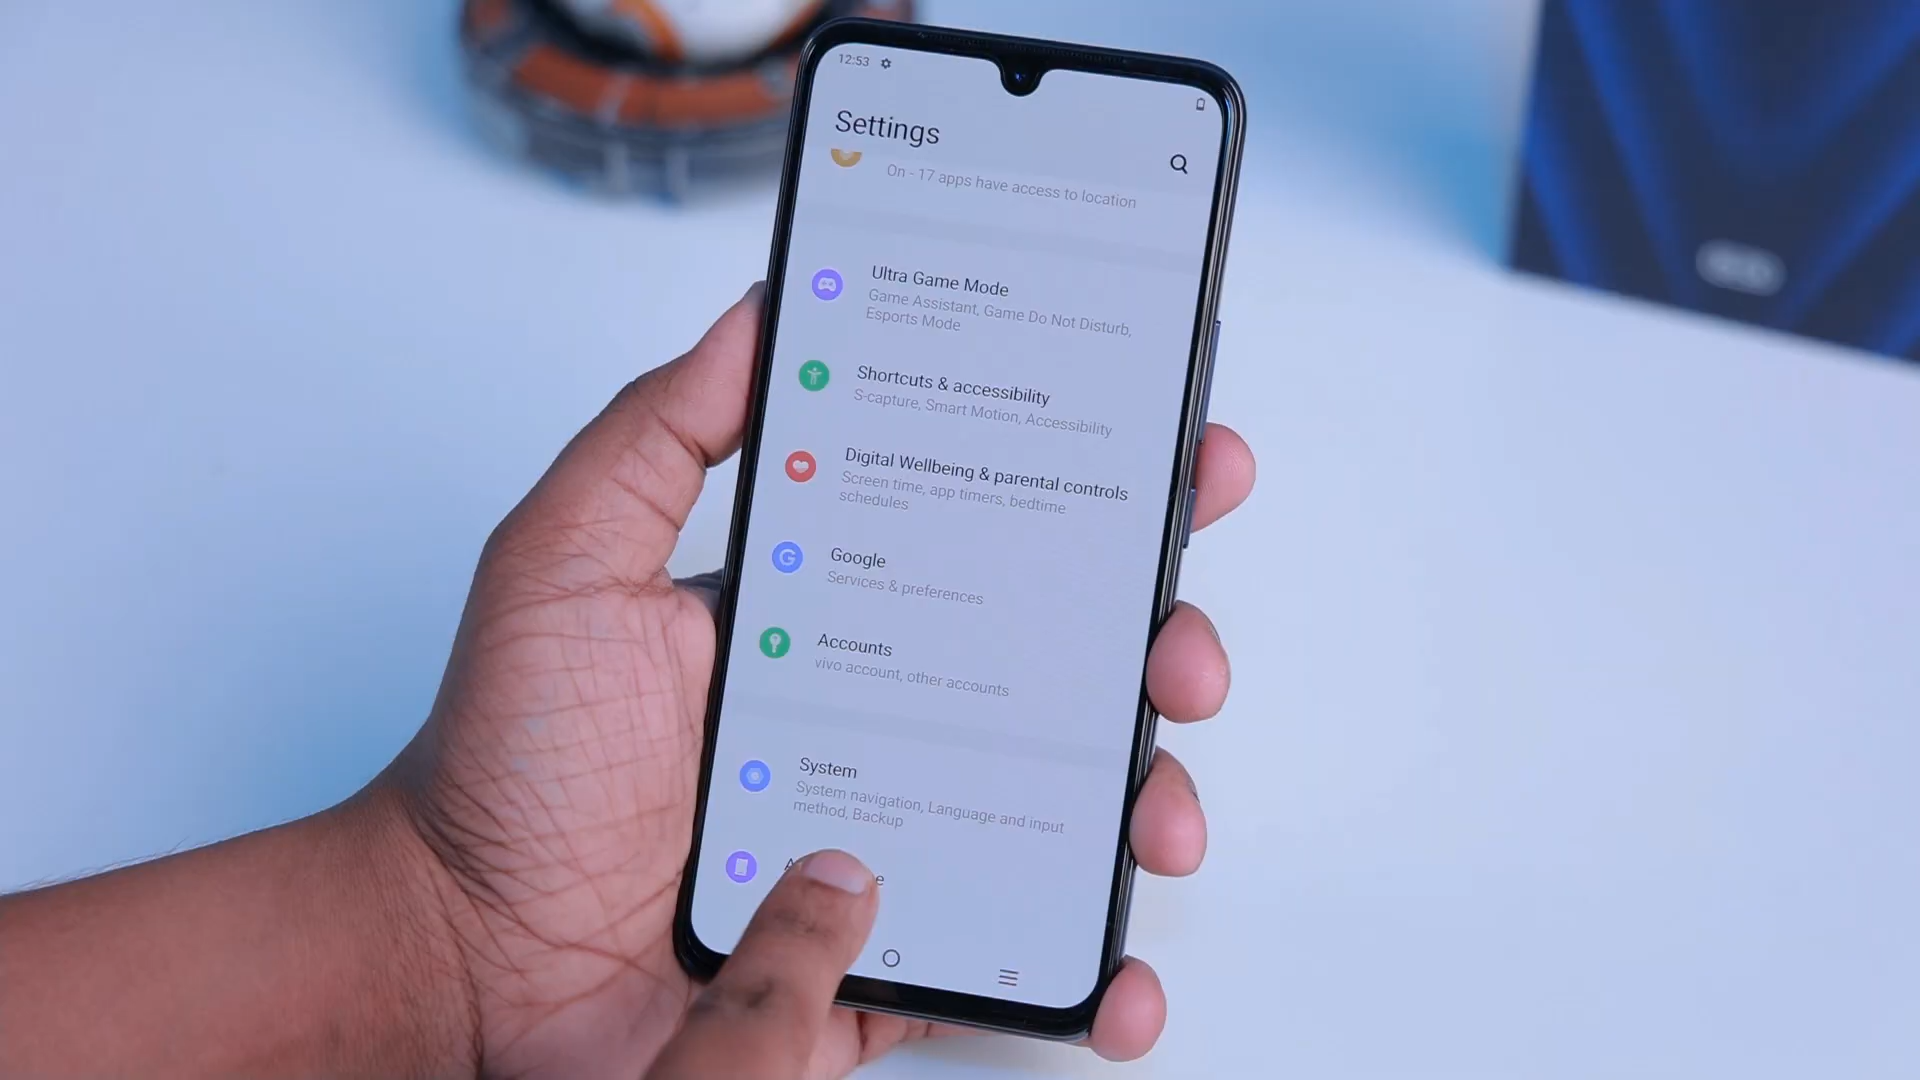 12:53
Settings
On - 17 apps have access to location
Ultra Game Mode
Game Assistant, Game Do Not Disturb,
Esports Mode
Shortcuts & accessibility
S-capture, Smart Motion, Accessibility
Digital Wellbeing & parental controls
Screen time, app timers, bedtime
schedules
Google
Services & preferences
Accounts
vivo account, other accounts
System
System navigation, Language and input
method, Backup